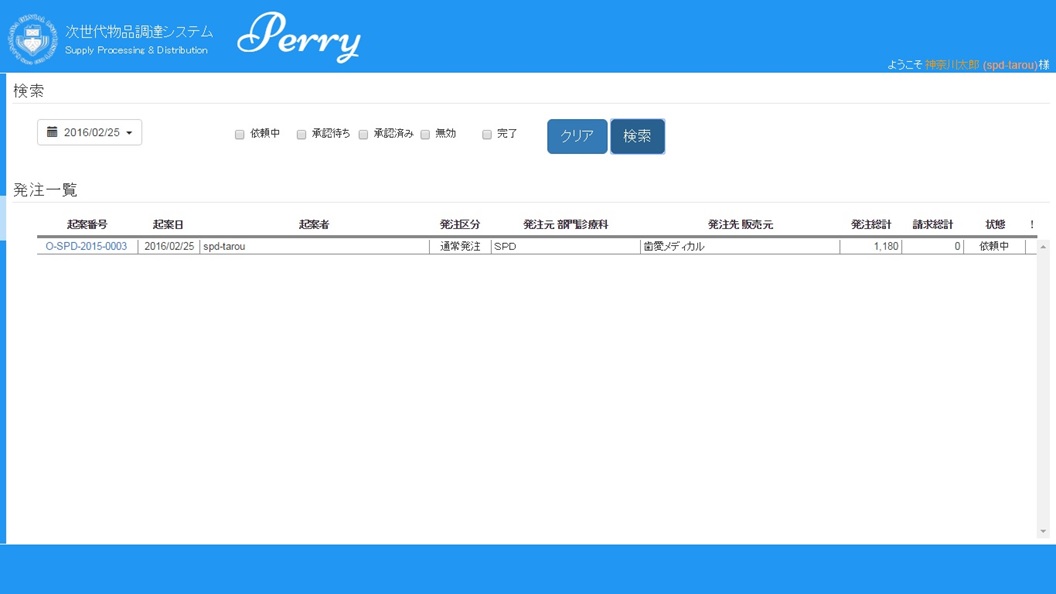 次世代物品調達システム
Supply Processing & Distribution
Perry
ようこそ 神奈川太郎 (spd-tarou)様
検索
2016/02/25
依頼中 承認待ち 承認済み 無効 完了
クリア 検索
発注一覧
起案番号 起案日 起案者 発注区分 発注元 部門診療科 発注先 販売元 発注総計 請求総計 状態 !
O-SPD-2015-0003 2016/02/25 spd-tarou 通常発注 SPD 歯愛メディカル 1,180 0 依頼中